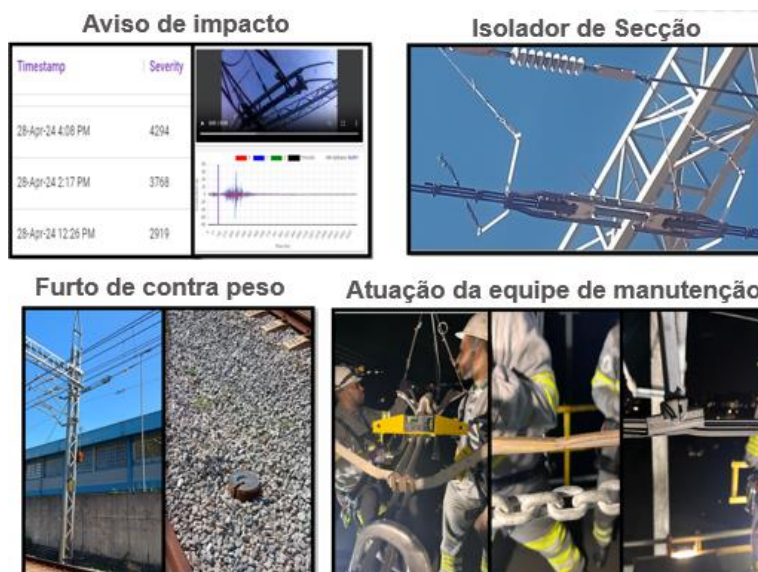 Aviso de impacto
Isolador de Secção
Timestamp
Severity
28-Apr-24 4:08 PM
4294
28-Apr-24 2:17 PM
3768
28-Apr-24 12:26 PM
2919
Furto de contra peso
Atuação da equipe de manutenção